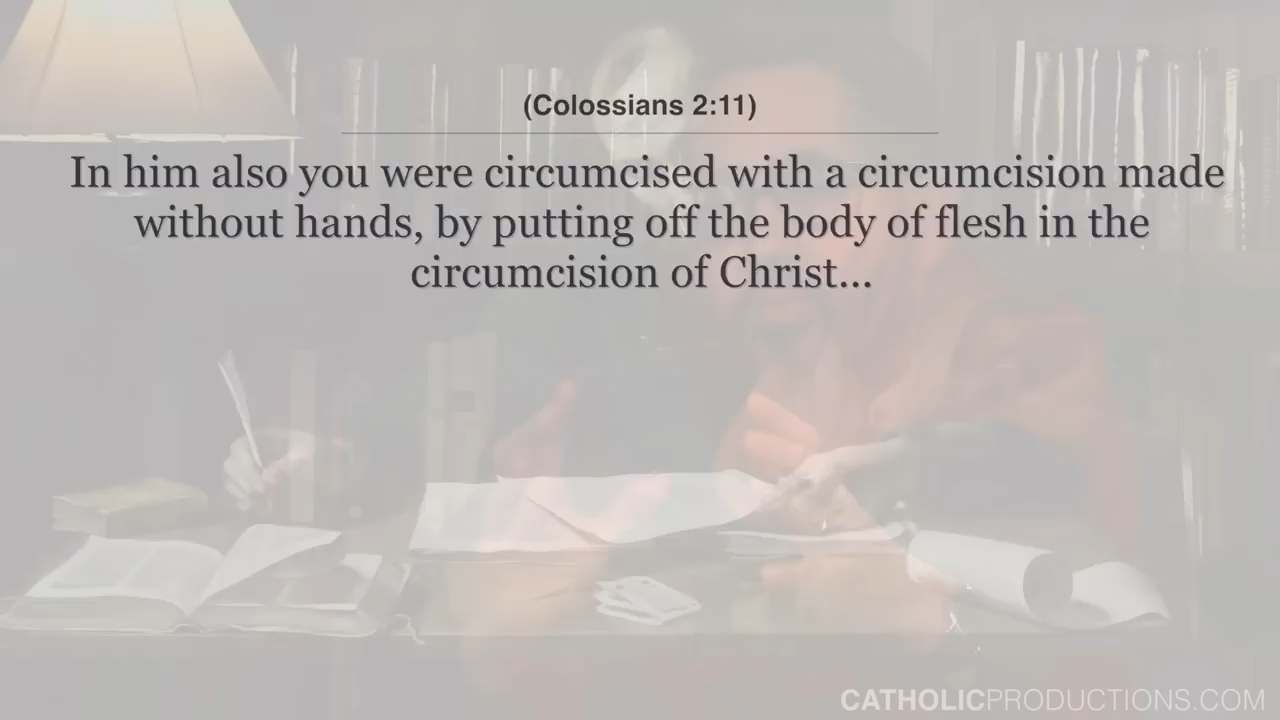 (Colossians 2:11)
In him also you were circumcised with a circumcision made
without hands, by putting off the body of flesh in the
circumcision of Christ...
CATHOLICPRODUCTIONS.COM